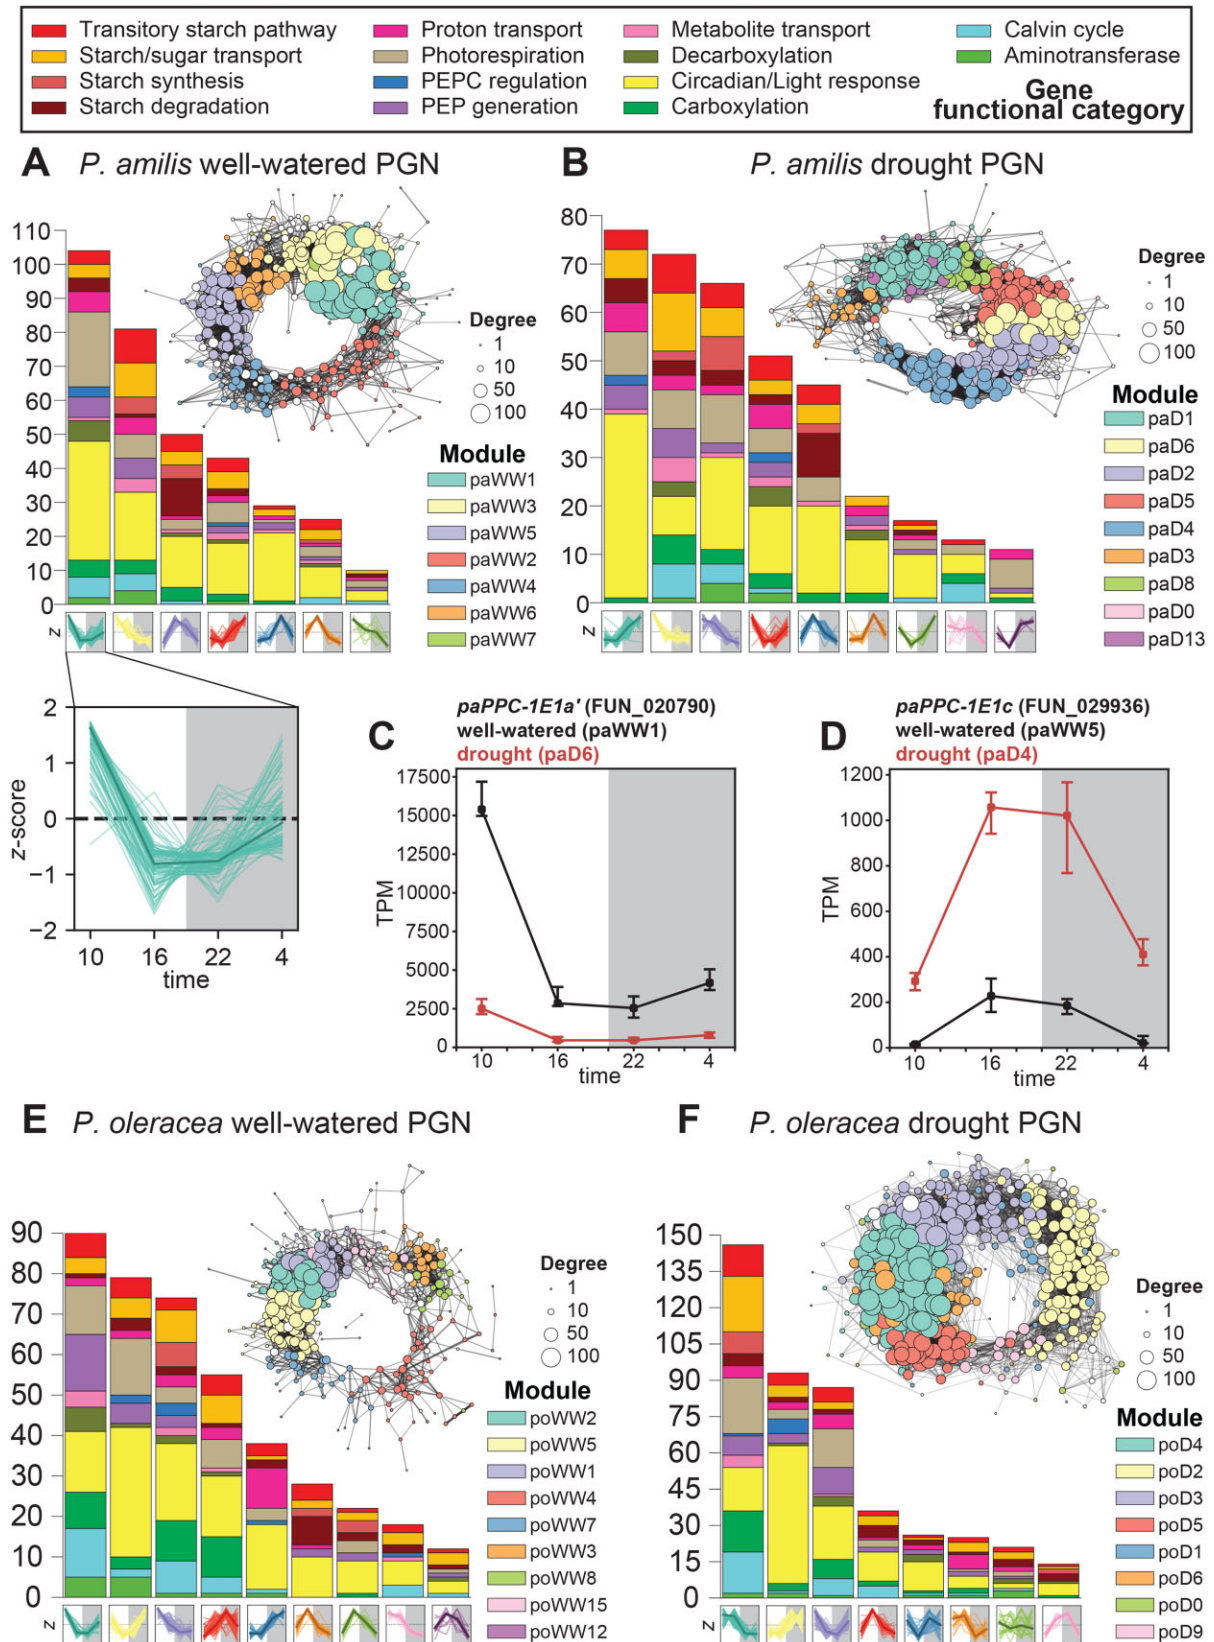 Transitory starch pathway
Starch/sugar transport
Starch synthesis
Starch degradation
Proton transport
Photorespiration
PEPC regulation
PEP generation
Metabolite transport
Decarboxylation
Circadian/Light response
Carboxylation
Calvin cycle
Aminotransferase
Gene
functional category
A P. amilis well-watered PGN
110
100
90
80
70
60
50
40
30
20
10
0
z
Degree
1
10
50
100
Module
paWW1
paWW3
paWW5
paWW2
paWW4
paWW6
paWW7
B P. amilis drought PGN
80
70
60
50
40
30
20
10
0
z
Degree
1
10
50
100
Module
paD1
paD6
paD2
paD5
paD4
paD3
paD8
paD0
paD13
2
1
0
−1
−2
z-score
10 16 22 4
time
C paPPC-1E1a' (FUN_020790)
well-watered (paWW1)
drought (paD6)
17500
15000
12500
10000
7500
5000
2500
0
TPM
10 16 22 4
time
D paPPC-1E1c (FUN_029936)
well-watered (paWW5)
drought (paD4)
1200
1000
800
600
400
200
0
TPM
10 16 22 4
time
E P. oleracea well-watered PGN
90
80
70
60
50
40
30
20
10
0
z
Degree
1
10
50
100
Module
poWW2
poWW5
poWW1
poWW4
poWW7
poWW3
poWW8
poWW15
poWW12
F P. oleracea drought PGN
150
135
120
105
90
75
60
45
30
15
0
z
Degree
1
10
50
100
Module
poD4
poD2
poD3
poD5
poD1
poD6
poD0
poD9